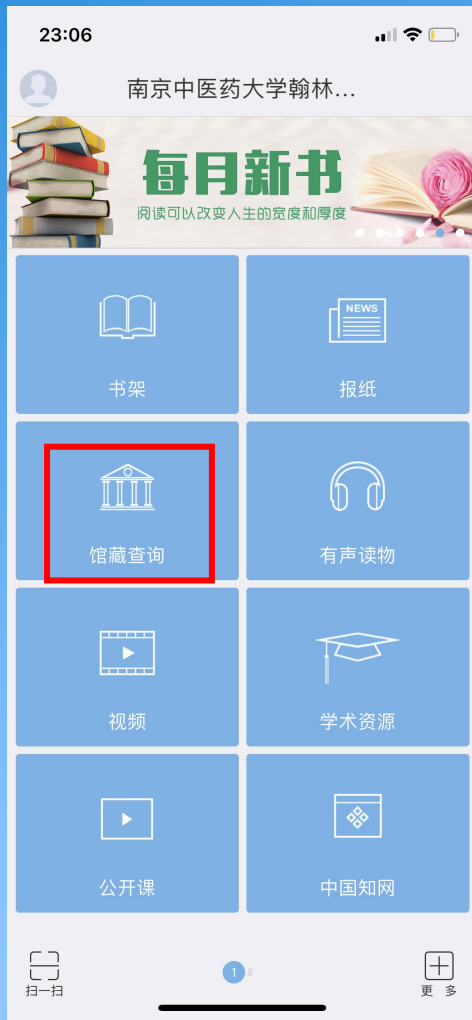 23:06
南京中医药大学翰林...
每月新书
阅读可以改变人生的宽度和厚度
NEWS
书架
报纸
馆藏查询
有声读物
视频
学术资源
公开课
中国知网
1
扫一扫
更 多